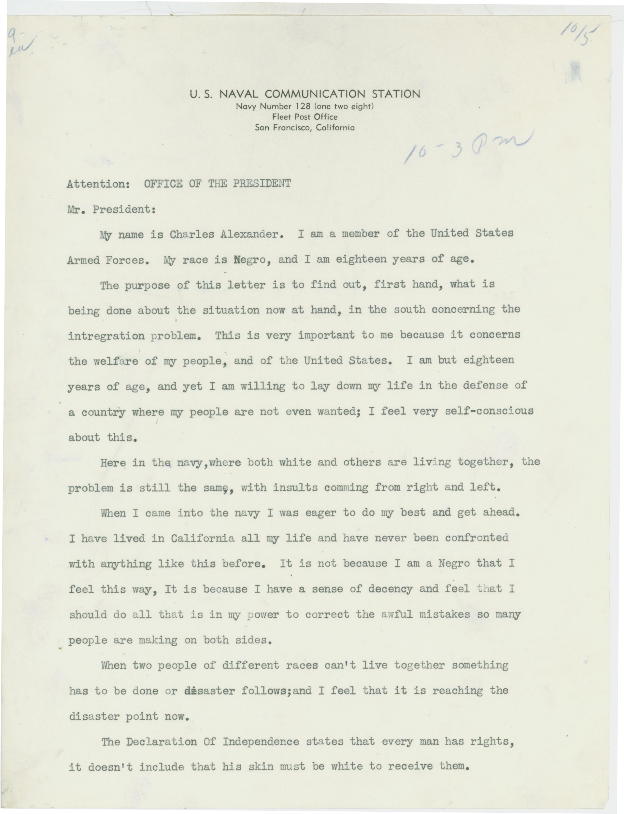 10/5
U. S. NAVAL COMMUNICATION STATION
Navy Number 128 (one two eight)
Fleet Post Office
San Francisco, California
10-3 Pm
Attention: OFFICE OF THE PRESIDENT
Mr. President:
My name is Charles Alexander. I am a member of the United States
Armed Forces. My race is Negro, and I am eighteen years of age.
The purpose of this letter is to find out, first hand, what is
being done about the situation now at hand, in the south concerning the
intregration problem. This is very important to me because it concerns
the welfare of my people, and of the United States. I am but eighteen
years of age, and yet I am willing to lay down my life in the defense of
a country where my people are not even wanted; I feel very self-conscious
about this.
Here in the navy,where both white and others are living together, the
problem is still the same, with insults comming from right and left.
When I came into the navy I was eager to do my best and get ahead.
I have lived in California all my life and have never been confronted
with anything like this before. It is not because I am a Negro that I
feel this way, It is because I have a sense of decency and feel that I
should do all that is in my power to correct the awful mistakes so many
people are making on both sides.
When two people of different races can't live together something
has to be done or disaster follows;and I feel that it is reaching the
disaster point now.
The Declaration Of Independence states that every man has rights,
it doesn't include that his skin must be white to receive them.